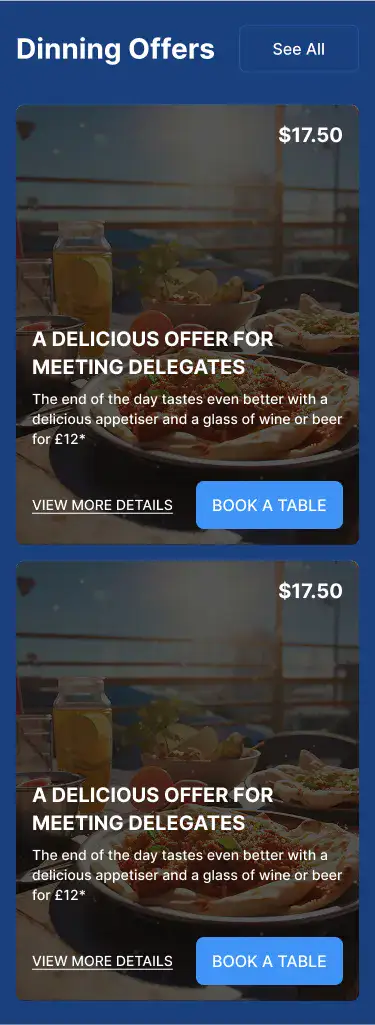 Dinning Offers
See All
$17.50
A DELICIOUS OFFER FOR
MEETING DELEGATES
The end of the day tastes even better with a
delicious appetiser and a glass of wine or beer
for £12*
VIEW MORE DETAILS
BOOK A TABLE
$17.50
A DELICIOUS OFFER FOR
MEETING DELEGATES
The end of the day tastes even better with a
delicious appetiser and a glass of wine or beer
for £12*
VIEW MORE DETAILS
BOOK A TABLE